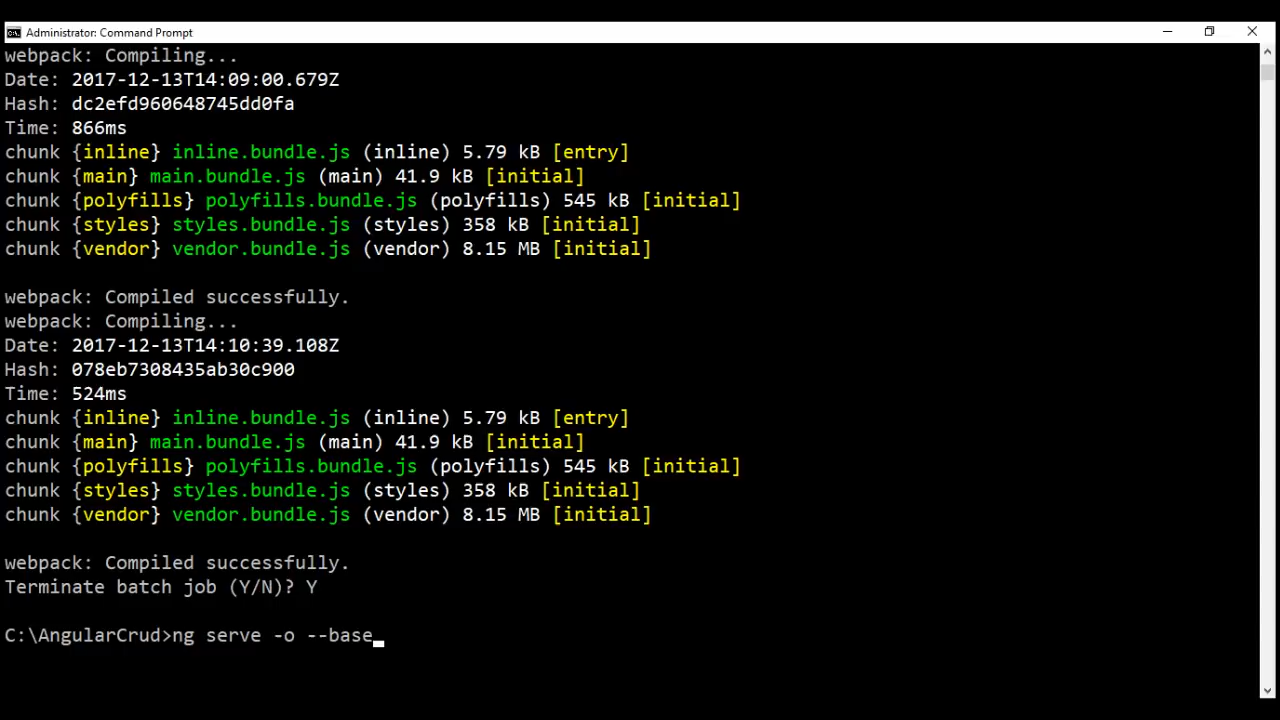 Administrator: Command Prompt
webpack: Compiling...
Date: 2017-12-13T14:09:00.679Z
Hash: dc2efd960648745dd0fa
Time: 866ms
chunk {inline} inline.bundle.js (inline) 5.79 kB [entry]
chunk {main} main.bundle.js (main) 41.9 kB [initial]
chunk {polyfills} polyfills.bundle.js (polyfills) 545 kB [initial]
chunk {styles} styles.bundle.js (styles) 358 kB [initial]
chunk {vendor} vendor.bundle.js (vendor) 8.15 MB [initial]
webpack: Compiled successfully.
webpack: Compiling...
Date: 2017-12-13T14:10:39.108Z
Hash: 078eb7308435ab30c900
Time: 524ms
chunk {inline} inline.bundle.js (inline) 5.79 kB [entry]
chunk {main} main.bundle.js (main) 41.9 kB [initial]
chunk {polyfills} polyfills.bundle.js (polyfills) 545 kB [initial]
chunk {styles} styles.bundle.js (styles) 358 kB [initial]
chunk {vendor} vendor.bundle.js (vendor) 8.15 MB [initial]
webpack: Compiled successfully.
Terminate batch job (Y/N)? Y
C:\AngularCrud>ng serve -o --base